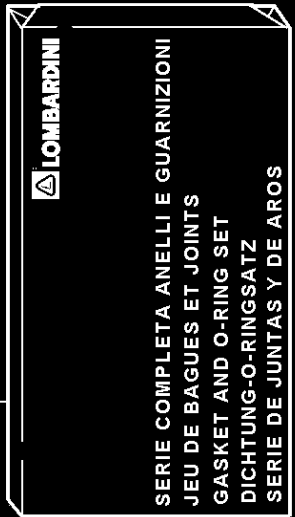 LOMBARDINI
SERIE COMPLETA ANELLI E GUARNIZIONI
JEU DE BAGUES ET JOINTS
GASKET AND O-RING SET
DICHTUNG-O-RINGSATZ
SERIE DE JUNTAS Y DE AROS